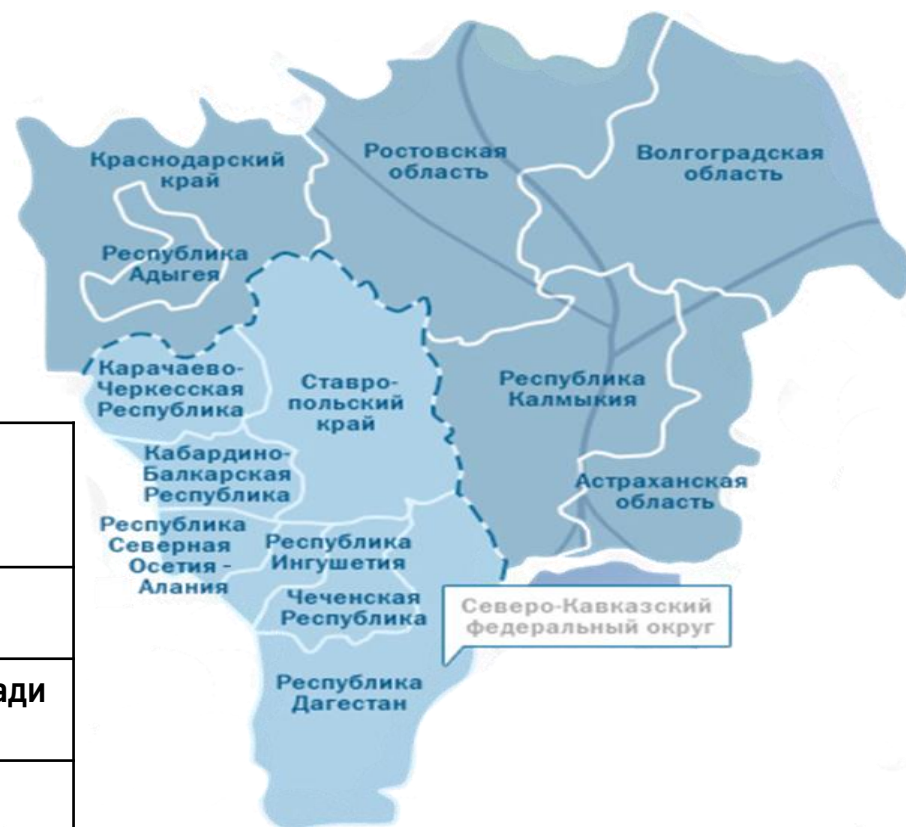 Краснодарский
край
Ростовская
область
Волгоградская
область
Республика
Адыгея
Карачаево-
Черкесская
Республика
Ставро-
польский
край
Республика
Калмыкия
Кабардино-
Балкарская
Республика
Астраханская
область
Республика
Северная
Осетия -
Алания
Республика
Ингушетия
Чеченская
Республика
Северо-Кавказский
федеральный округ
Республика
Дагестан